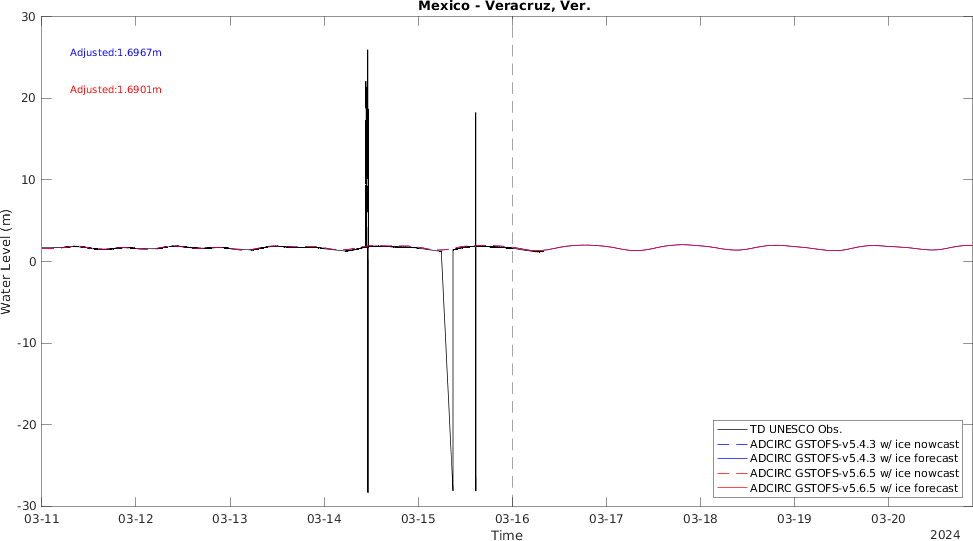 Mexico - Veracruz, Ver.
30
20
10
0
-10
-20
-30
Water Level (m)
Adjusted:1.6967m
Adjusted:1.6901m
TD UNESCO Obs.
ADCIRC GSTOFS-v5.4.3 w/ ice nowcast
ADCIRC GSTOFS-v5.4.3 w/ ice forecast
ADCIRC GSTOFS-v5.6.5 w/ ice nowcast
ADCIRC GSTOFS-v5.6.5 w/ ice forecast
03-11 03-12 03-13 03-14 03-15 03-16 03-17 03-18 03-19 03-20
Time
2024